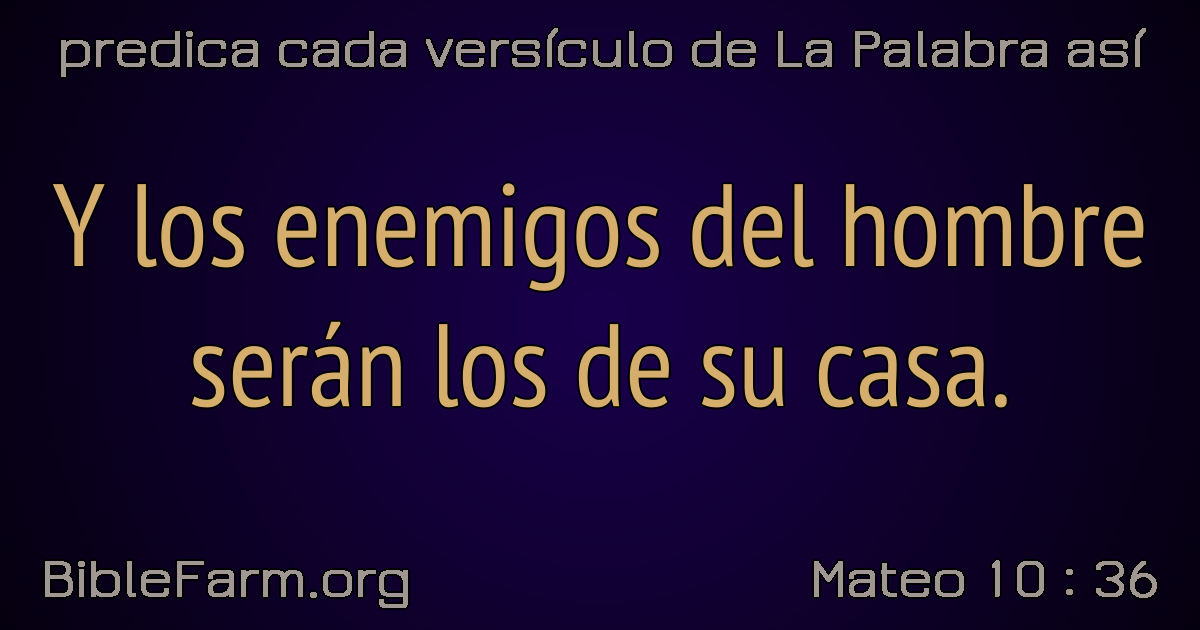 predica cada versículo de La Palabra así
Y los enemigos del hombre
serán los de su casa.
BibleFarm.org
Mateo 10 : 36